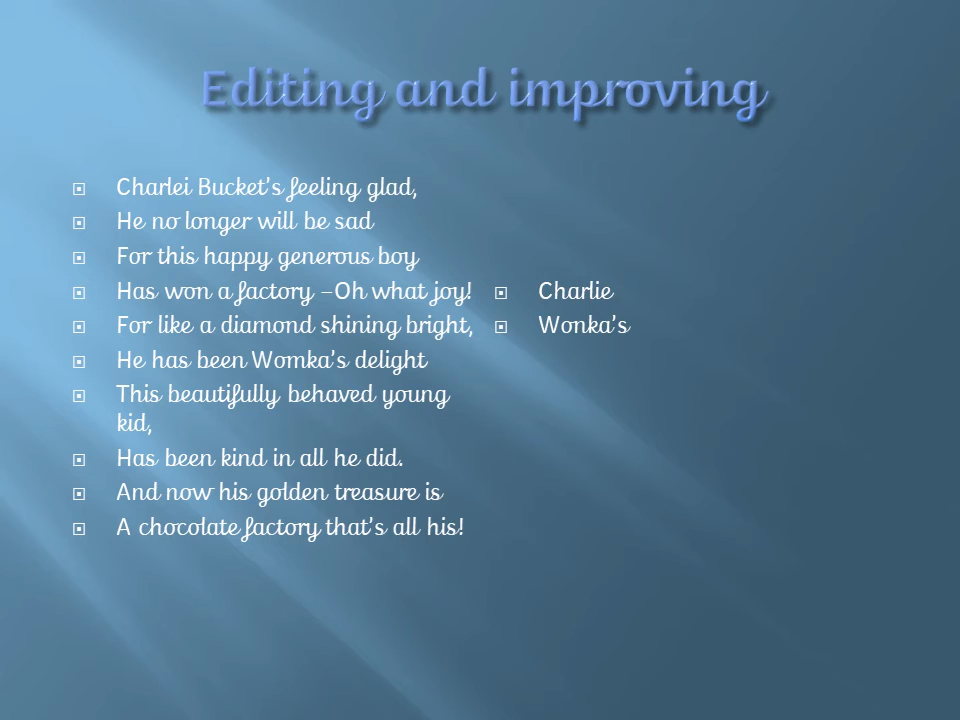 Editing and improving
Charlei Bucket's feeling glad,
He no longer will be sad
For this happy generous boy
Has won a factory –Oh what joy!
For like a diamond shining bright,
He has been Womka's delight
This beautifully behaved young
kid,
Has been kind in all he did.
And now his golden treasure is
A chocolate factory that's all his!
Charlie
Wonka's